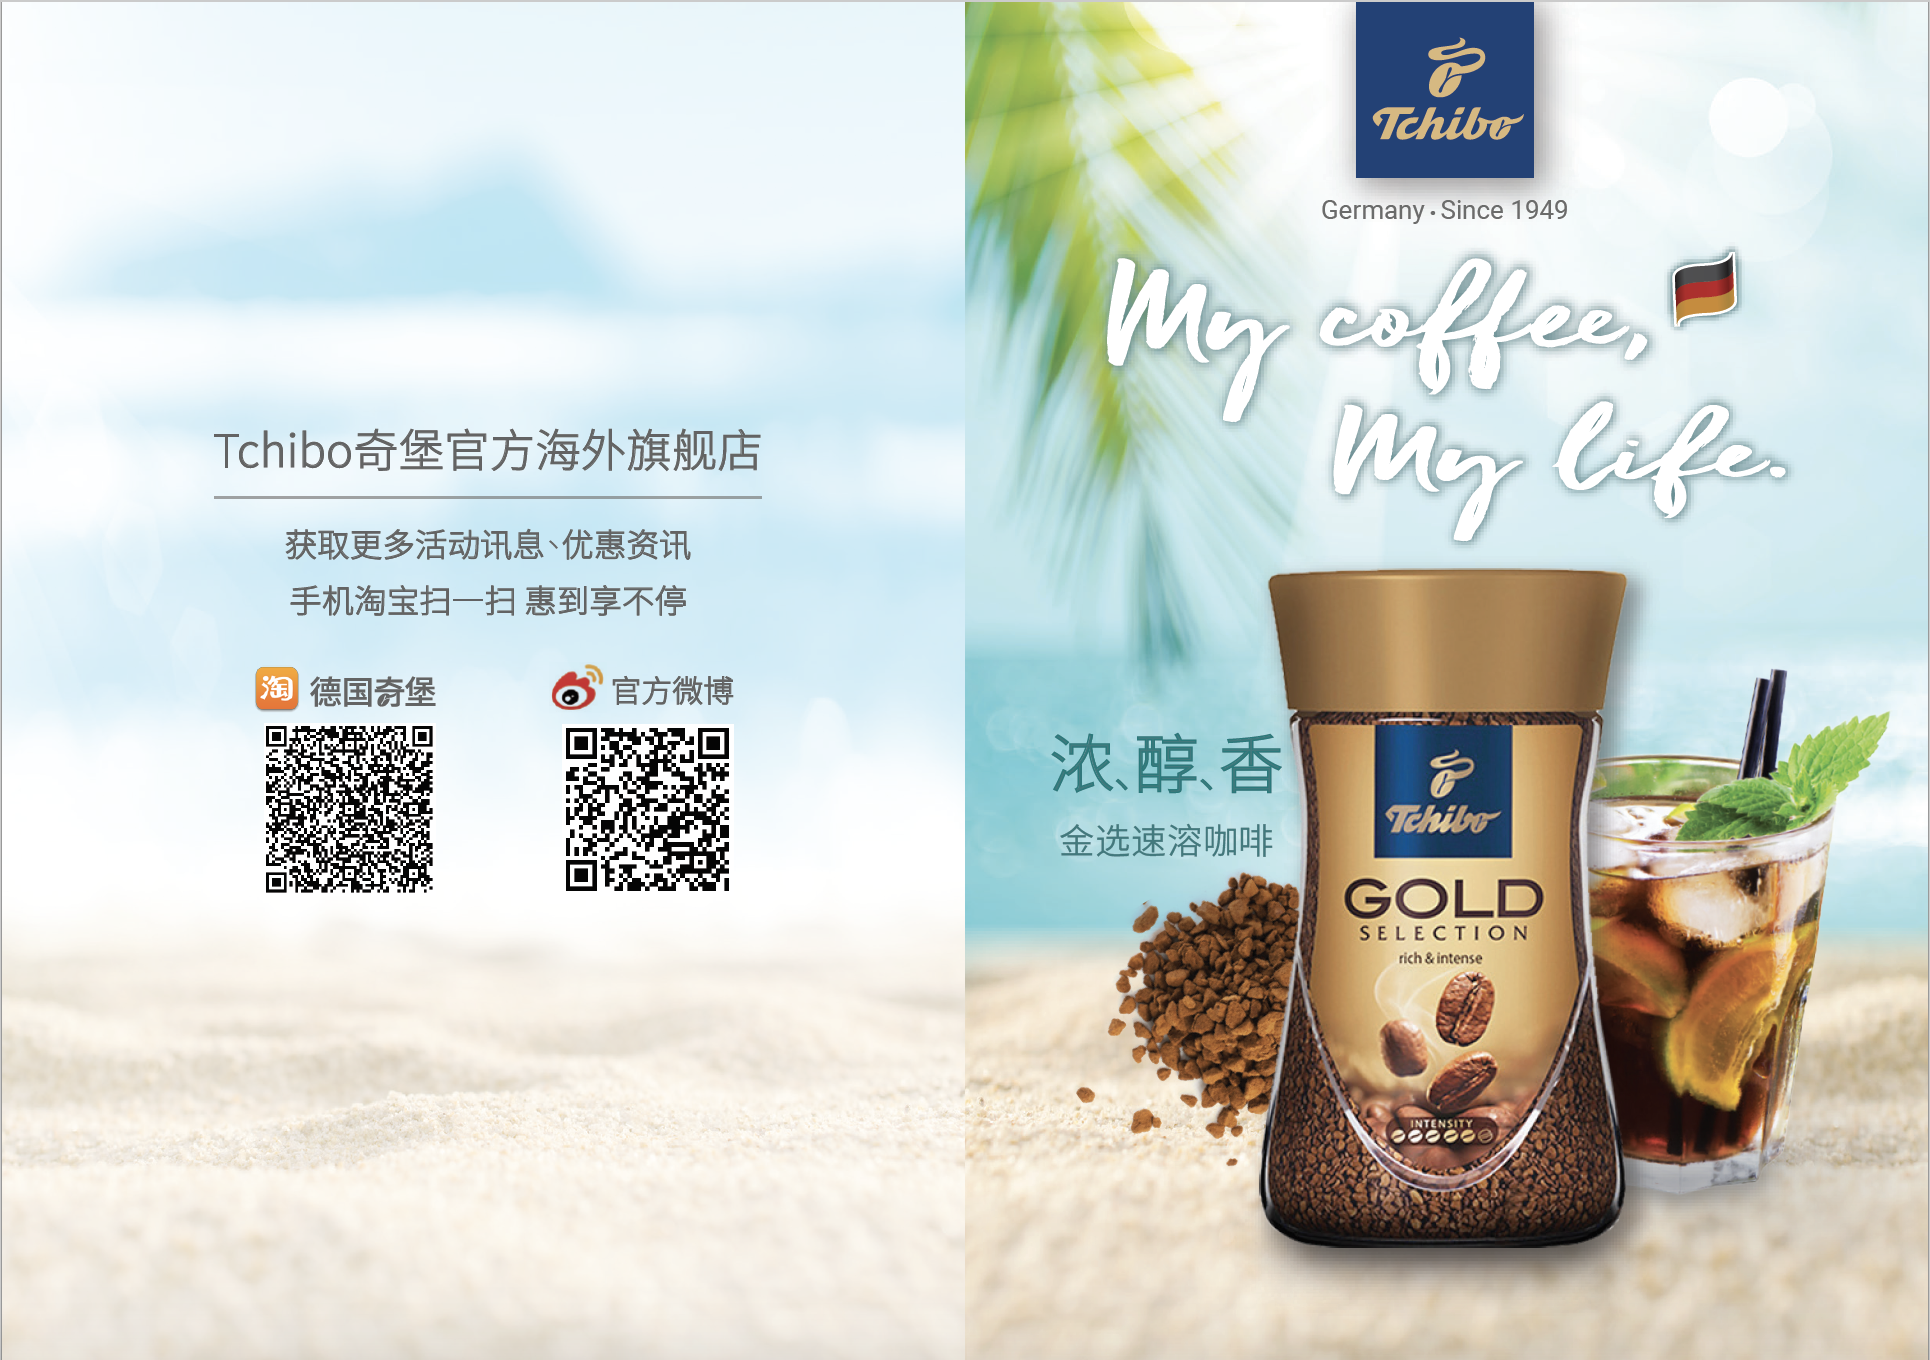 Tchibo奇堡官方海外旗舰店
获取更多活动讯息、优惠资讯
手机淘宝扫一扫 惠到享不停
淘 德国奇堡
官方微博
Tchibo
Germany·Since 1949
My coffee,
My life.
浓、醇、香
金选速溶咖啡
Tchibo
GOLD
SELECTION
rich & intense
INTENSITY